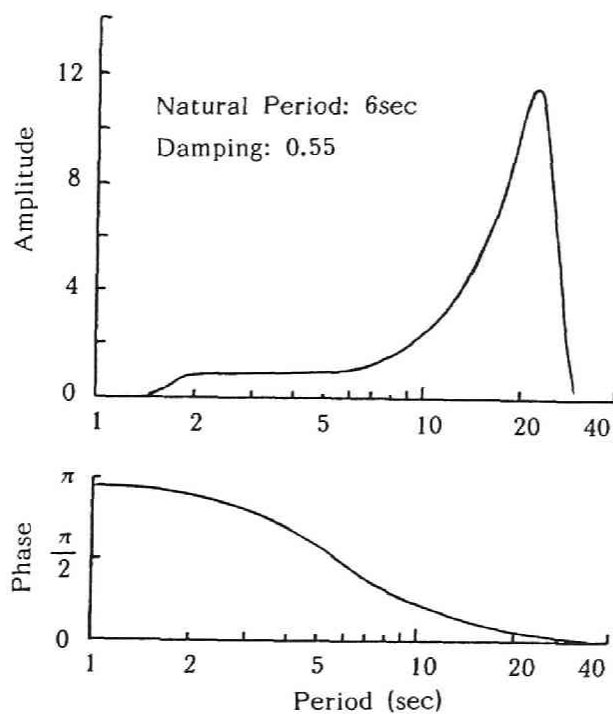 12
Natural Period: 6sec
Damping: 0.55
8
Amplitude
4
0
1 2 5 10 20 40
π
Phase
π
2
0
1 2 5 10 20 40
Period (sec)